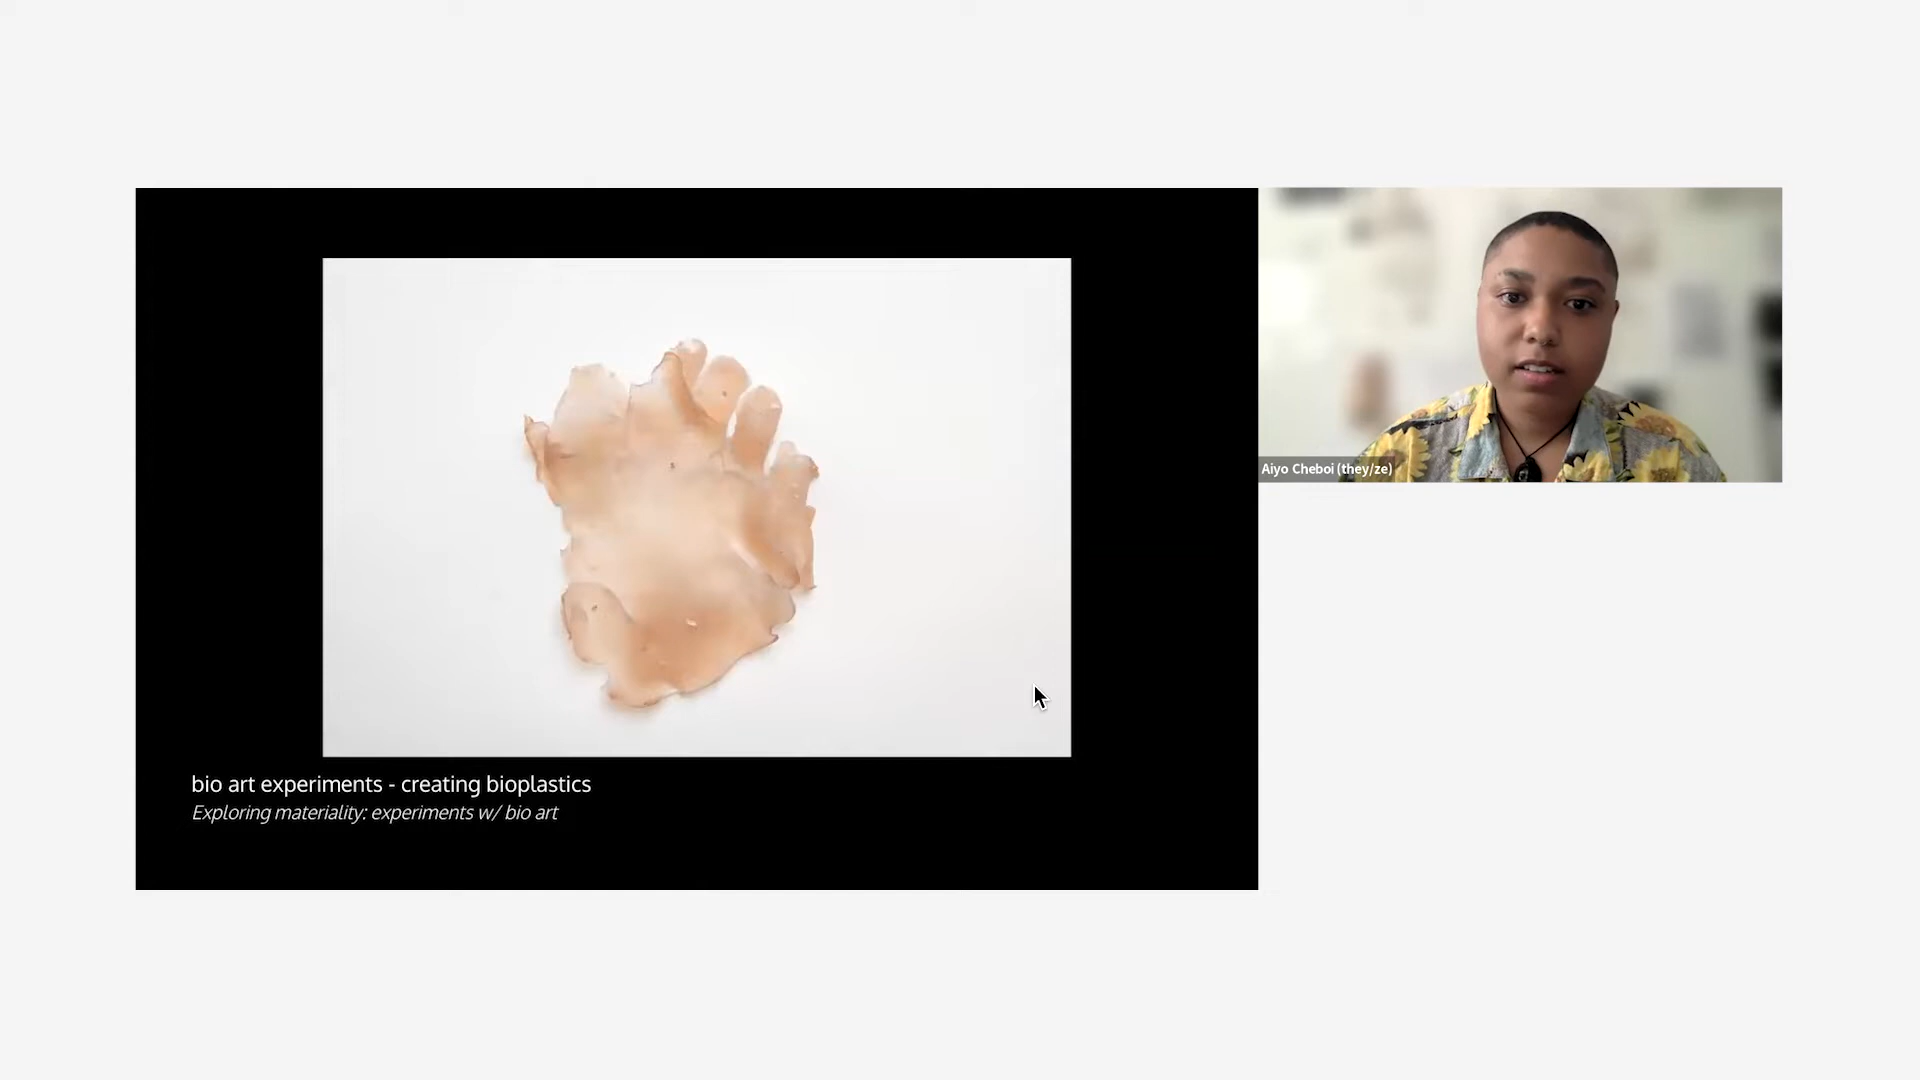 Aiyo Cheboi (they/ze)
bio art experiments - creating bioplastics
Exploring materiality: experiments w/ bio art